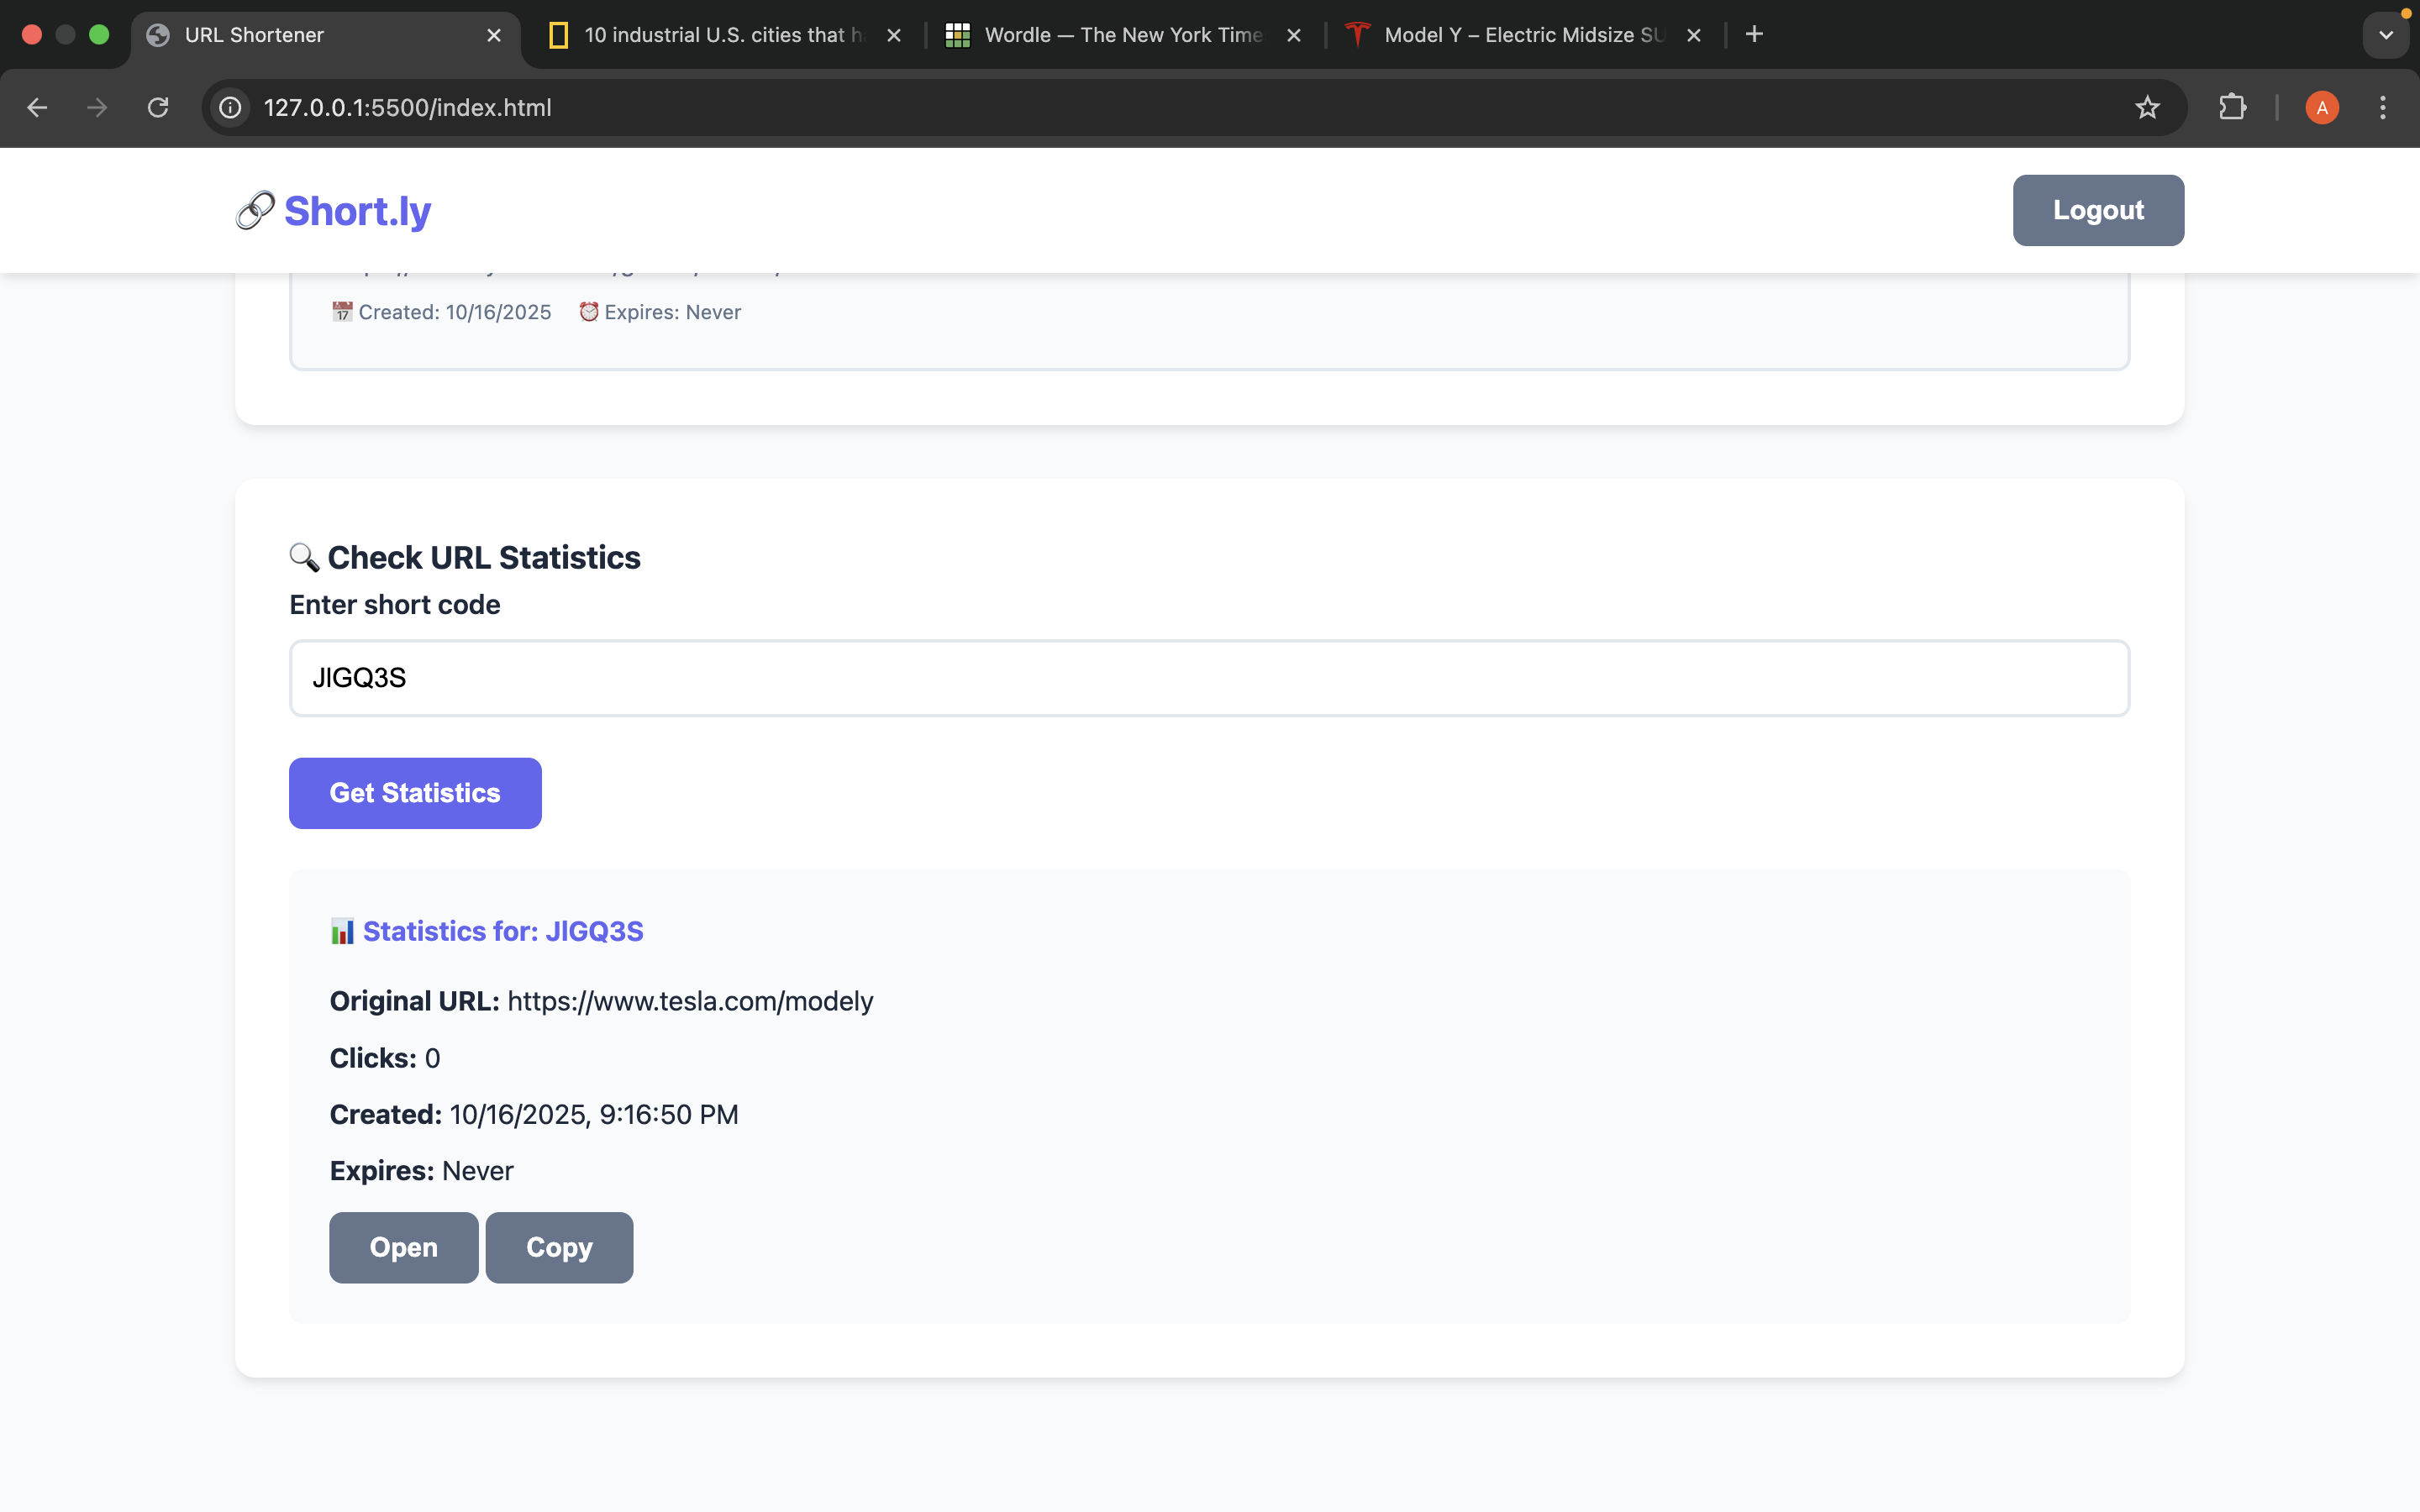 URL Shortener
10 industrial U.S. cities that h
Wordle — The New York Time
Model Y – Electric Midsize SU
127.0.0.1:5500/index.html
A
Short.ly
Logout
17 Created: 10/16/2025 Expires: Never
Check URL Statistics
Enter short code
JlGQ3S
Get Statistics
Statistics for: JlGQ3S
Original URL: https://www.tesla.com/modely
Clicks: 0
Created: 10/16/2025, 9:16:50 PM
Expires: Never
Open Copy